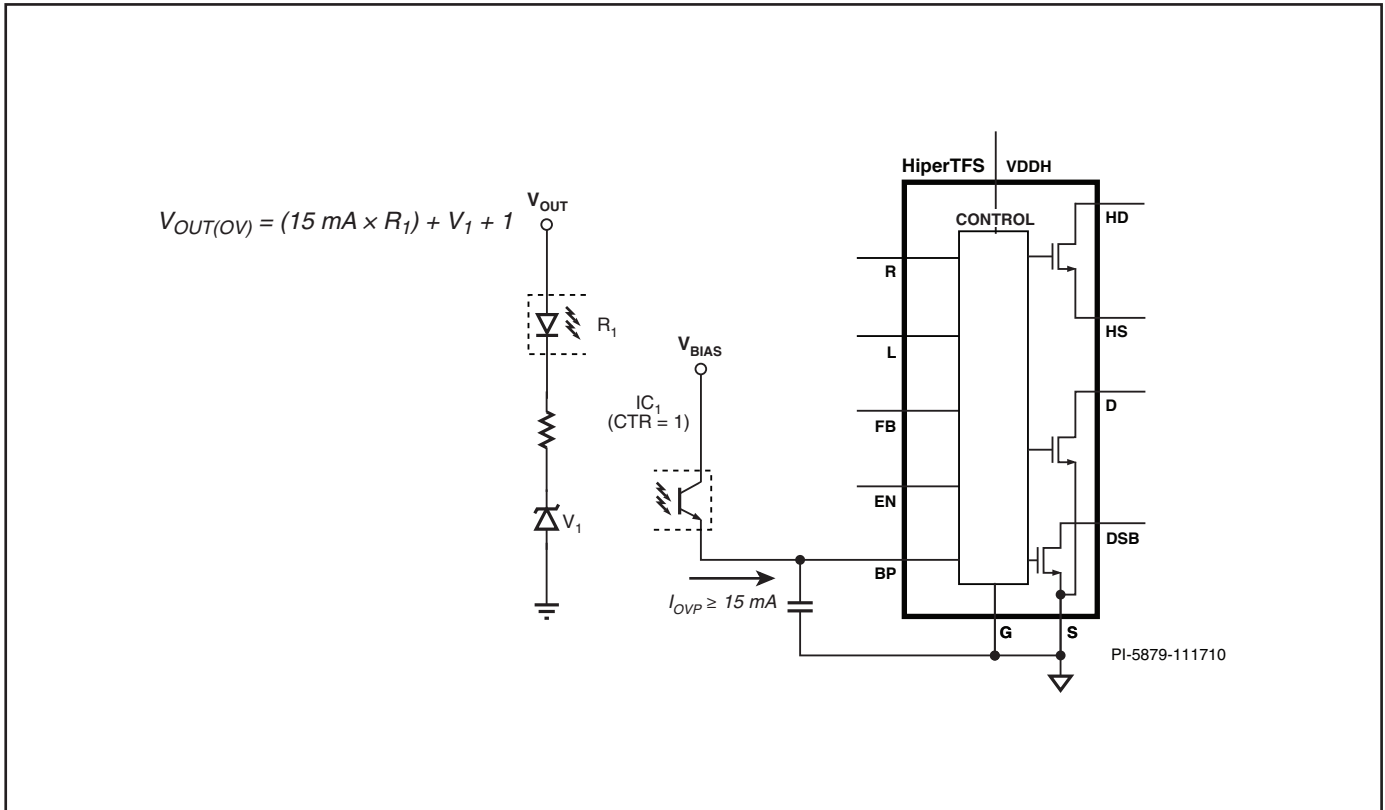 HiperTFS
VDDH
V_OUT
V_OUT(OV) = (15 mA × R_1) + V_1 + 1
CONTROL
HD
R
R_1
HS
L
V_BIAS
IC_1
(CTR = 1)
D
FB
EN
V_1
DSB
BP
I_OVP ≥ 15 mA
G
S
PI-5879-111710